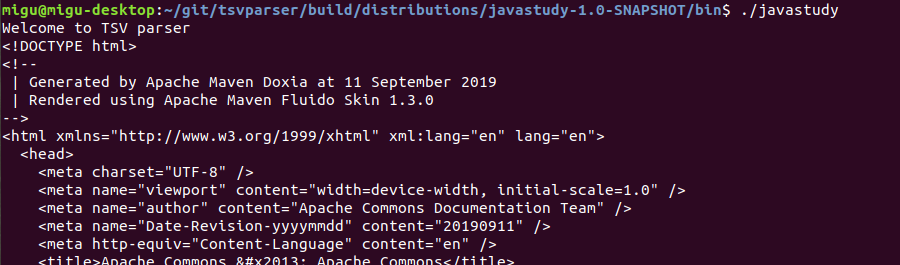 migu@migu-desktop:~/git/tsvparser/build/distributions/javastudy-1.0-SNAPSHOT/bin$ ./javastudy
Welcome to TSV parser
<!DOCTYPE html>
<!--
 | Generated by Apache Maven Doxia at 11 September 2019
 | Rendered using Apache Maven Fluido Skin 1.3.0
-->
<html xmlns="http://www.w3.org/1999/xhtml" xml:lang="en" lang="en">
  <head>
    <meta charset="UTF-8" />
    <meta name="viewport" content="width=device-width, initial-scale=1.0" />
    <meta name="author" content="Apache Commons Documentation Team" />
    <meta name="Date-Revision-yyyymmdd" content="20190911" />
    <meta http-equiv="Content-Language" content="en" />
    <title>Apache Commons &#x2013; Apache Commons</title>